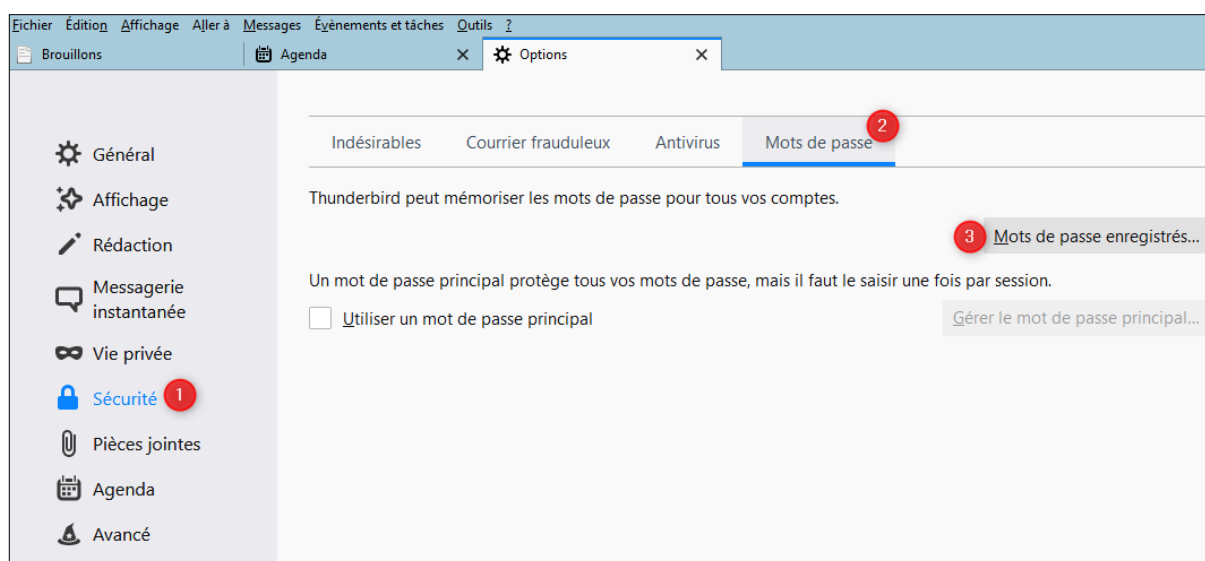 Fichier Édition Affichage Aller à Messages Évènements et tâches Outils ?
Brouillons Agenda Options
Indésirables Courrier frauduleux Antivirus Mots de passe 2
Général
Affichage
Thunderbird peut mémoriser les mots de passe pour tous vos comptes.
3 Mots de passe enregistrés...
Rédaction
Messagerie
instantanée
Un mot de passe principal protège tous vos mots de passe, mais il faut le saisir une fois par session.
Utiliser un mot de passe principal Gérer le mot de passe principal...
Vie privée
Sécurité 1
Pièces jointes
Agenda
Avancé